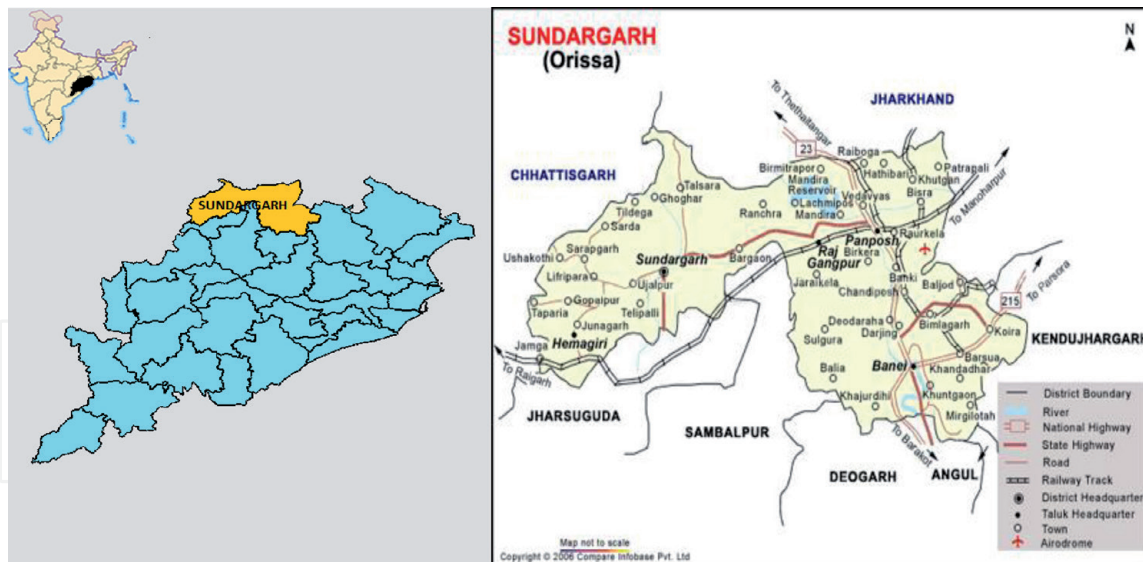 SUNDARGARH
SUNDARGARH
(Orissa)
N
To Thethaitangar
JHARKHAND
23
Raiboga
Birmitrapor
Hathibari
Patrapali
CHHATTISGARH
Mandira
Reservoir
Khutgan
Talsara
Vedavyas
Bisra
Ghoghar
Lachmipos
To Manoharpur
Tildega
Ranchra
Mandira
Sarda
Panposh
Raurkela
Ushakothi
Sarapgarh
Bargaon
Raj
Gangpur
Birkera
Sundargarh
Lifripara
Ujalpur
Jaraikela
Banki
Baljod
To Parsora
Chandiposh
215
Taparia
Gopaipur
Telipalli
Junagarh
Deodaraha
Darjing
Bimlagarh
Koira
Hemagiri
Sulgura
KENDUJHARGARH
Jamga
Barsua
To Raigarh
Balia
Banei
Khandadhar
JHARSUGUDA
Khajurdihi
Khuntgaon
Mirgilotah
SAMBALPUR
To Barakot
DEOGARH
ANGUL
District Boundary
River
National Highway
State Highway
Road
Railway Track
District Headquarter
Taluk Headquarter
Town
Airodrome
Map not to scale
Copyright © 2006 Compare Infobase Pvt. Ltd